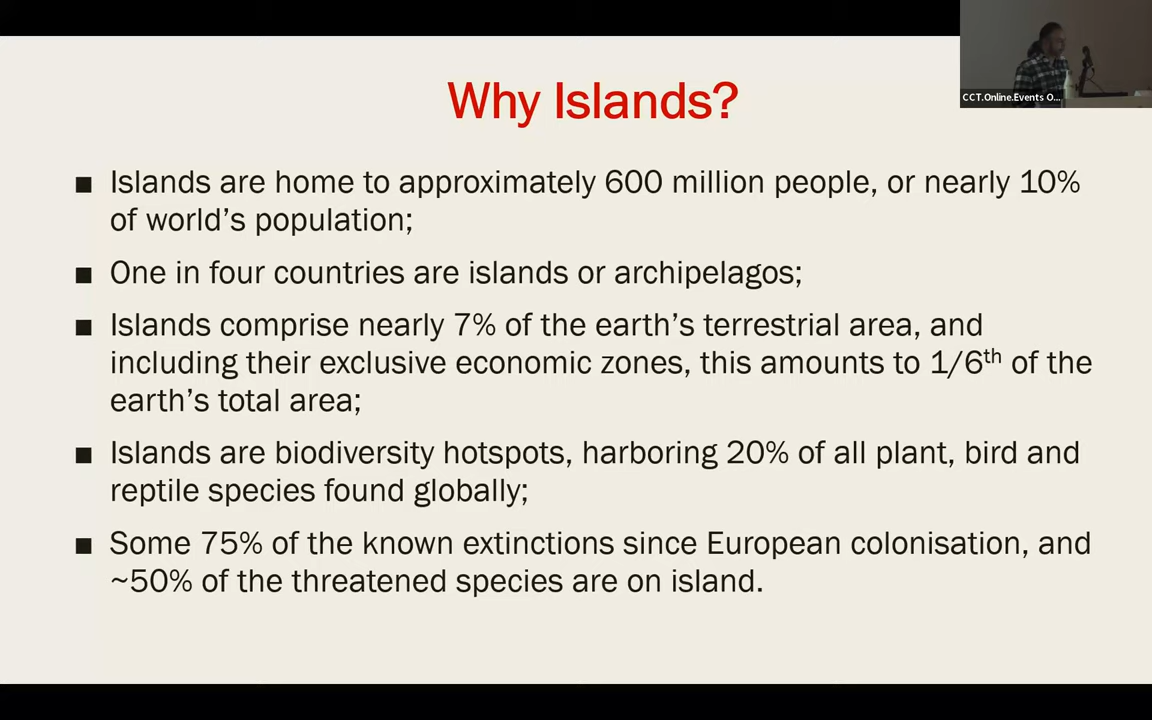 Why Islands?
CCT.Online.Events O...
■ Islands are home to approximately 600 million people, or nearly 10%
of world’s population;
■ One in four countries are islands or archipelagos;
■ Islands comprise nearly 7% of the earth’s terrestrial area, and
including their exclusive economic zones, this amounts to 1/6th of the
earth’s total area;
■ Islands are biodiversity hotspots, harboring 20% of all plant, bird and
reptile species found globally;
■ Some 75% of the known extinctions since European colonisation, and
~50% of the threatened species are on island.